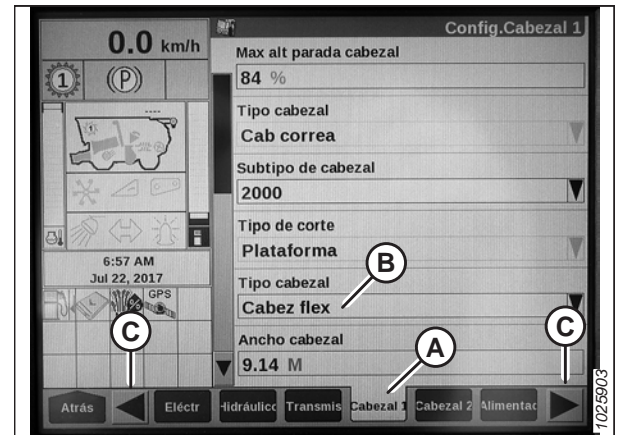 0.0 km/h
Config.Cabezal 1
1
(P)
Max alt parada cabezal
84 %
Tipo cabezal
Cab correa
Subtipo de cabezal
2000
Tipo de corte
Plataforma
Tipo cabezal
Cabez flex
Ancho cabezal
9.14 M
6:57 AM
Jul 22, 2017
L
%
GPS
A
B
C
C
Atrás
Eléctr
Hidráulicc
Transmis
Cabezal 1
Cabezal 2
Alimentac
1025903